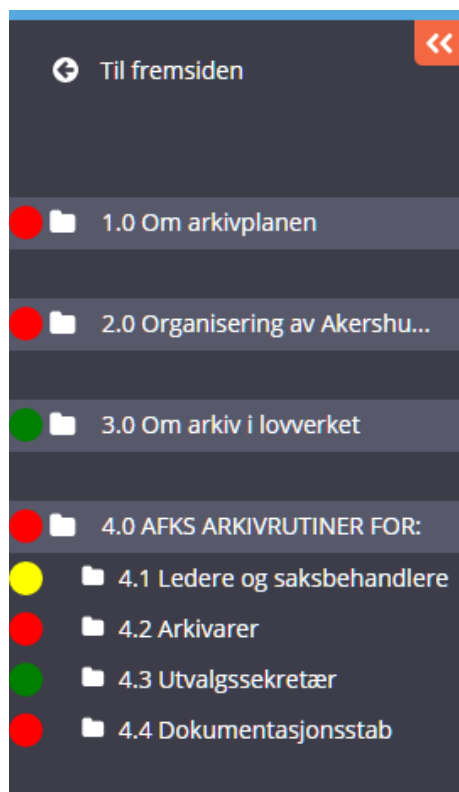 Til fremsiden
1.0 Om arkivplanen
2.0 Organisering av Akershu...
3.0 Om arkiv i lovverket
4.0 AFKS ARKIVRUTINER FOR:
4.1 Ledere og saksbehandlere
4.2 Arkivarer
4.3 Utvalgssekretær
4.4 Dokumentasjonsstab